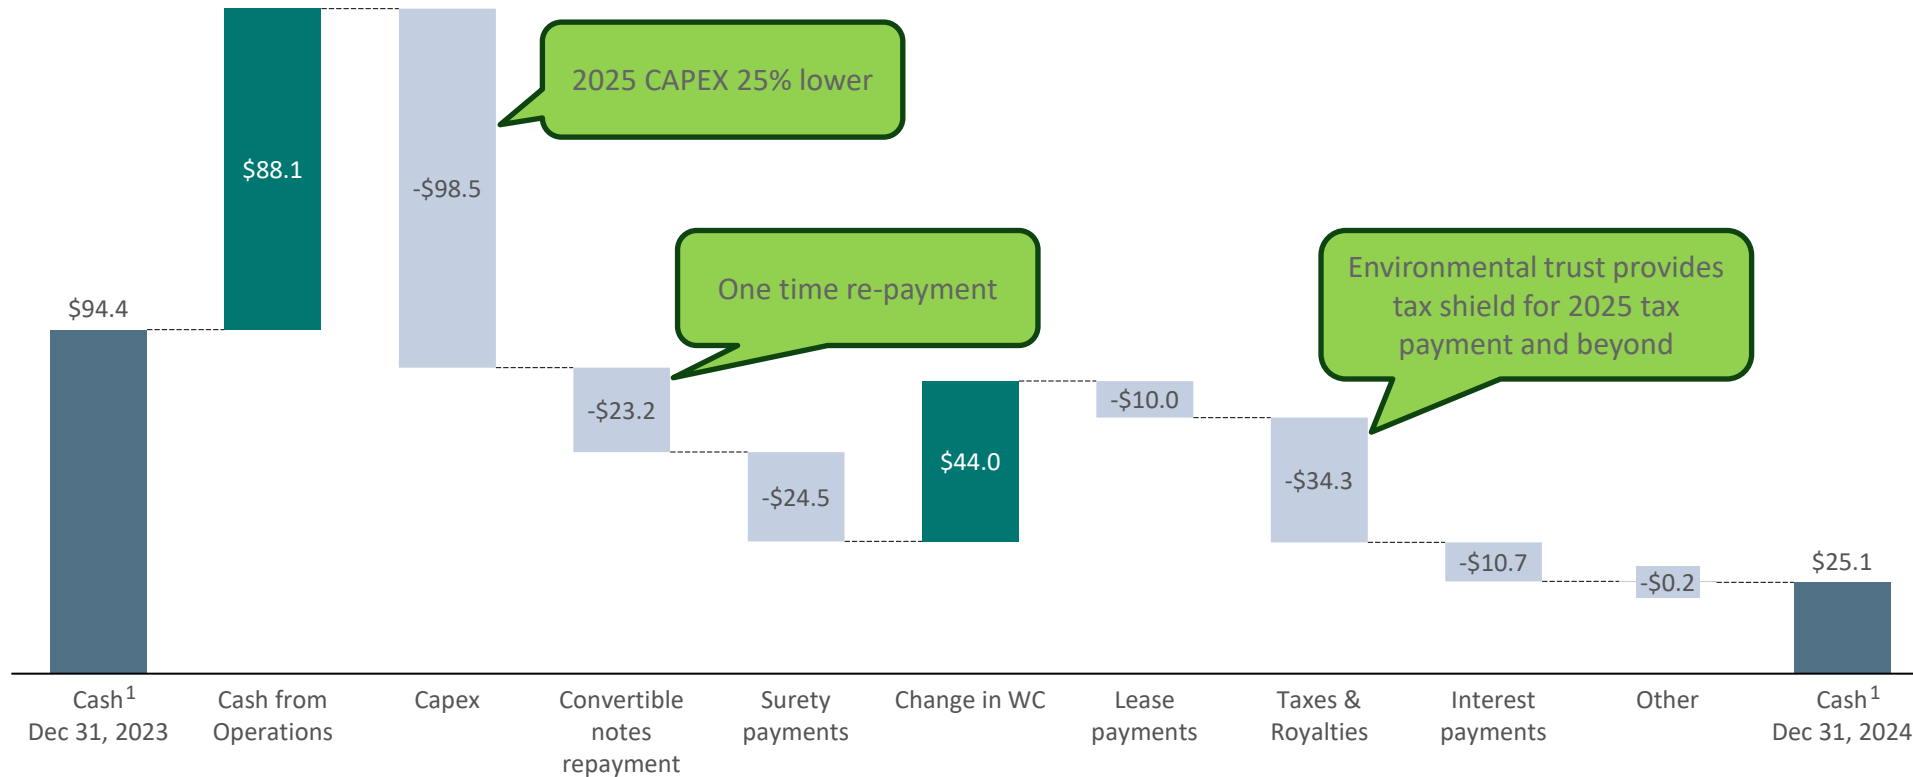 2025 CAPEX 25% lower
$88.1
-$98.5
One time re-payment
Environmental trust provides
tax shield for 2025 tax
payment and beyond
$94.4
-$23.2
-$10.0
$44.0
-$34.3
-$24.5
-$10.7
-$0.2
$25.1
Cash1
Dec 31, 2023
Cash from
Operations
Capex
Convertible
notes
repayment
Surety
payments
Change in WC
Lease
payments
Taxes &
Royalties
Interest
payments
Other
Cash1
Dec 31, 2024